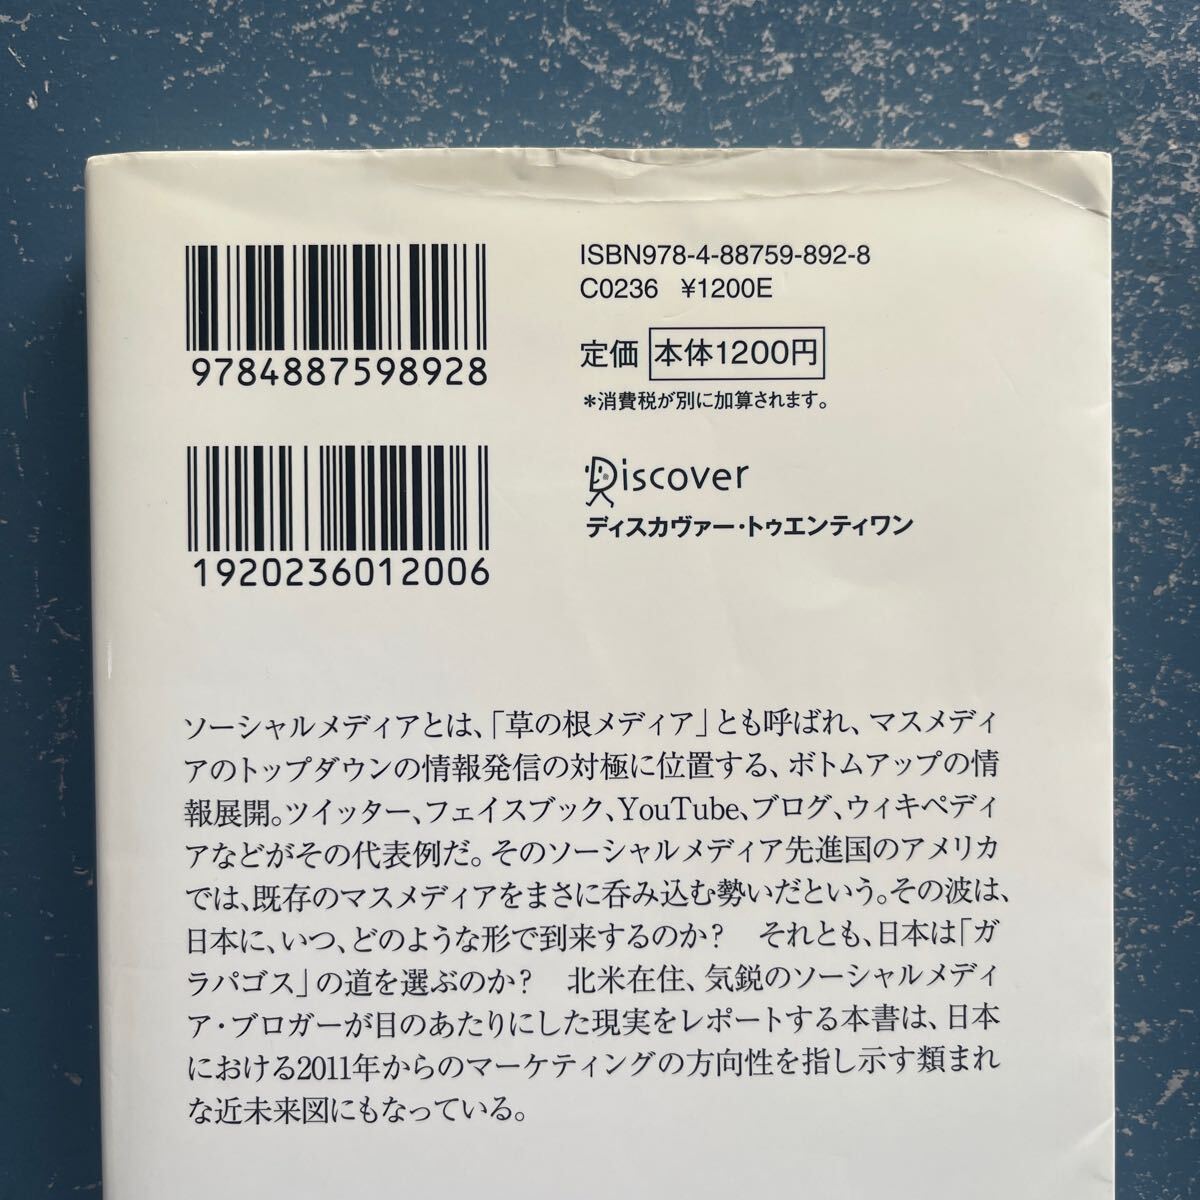 9784887598928
1920236012006
ISBN978-4-88759-892-8
C0236 ¥1200E
定価 本体1200円
＊消費税が別に加算されます。
Discover
ディスカヴァー・トゥエンティワン
ソーシャルメディアとは、「草の根メディア」とも呼ばれ、マスメディ
アのトップダウンの情報発信の対極に位置する、ボトムアップの情
報展開。ツイッター、フェイスブック、YouTube、ブログ、ウィキペディ
アなどがその代表例だ。そのソーシャルメディア先進国のアメリカ
では、既存のマスメディアをまさに呑み込む勢いだという。その波は、
日本に、いつ、どのような形で到来するのか？　それとも、日本は「ガ
ラパゴス」の道を選ぶのか？　北米在住、気鋭のソーシャルメディ
ア・ブロガーが目のあたりにした現実をレポートする本書は、日本
における2011年からのマーケティングの方向性を指し示す類まれ
な近未来図にもなっている。